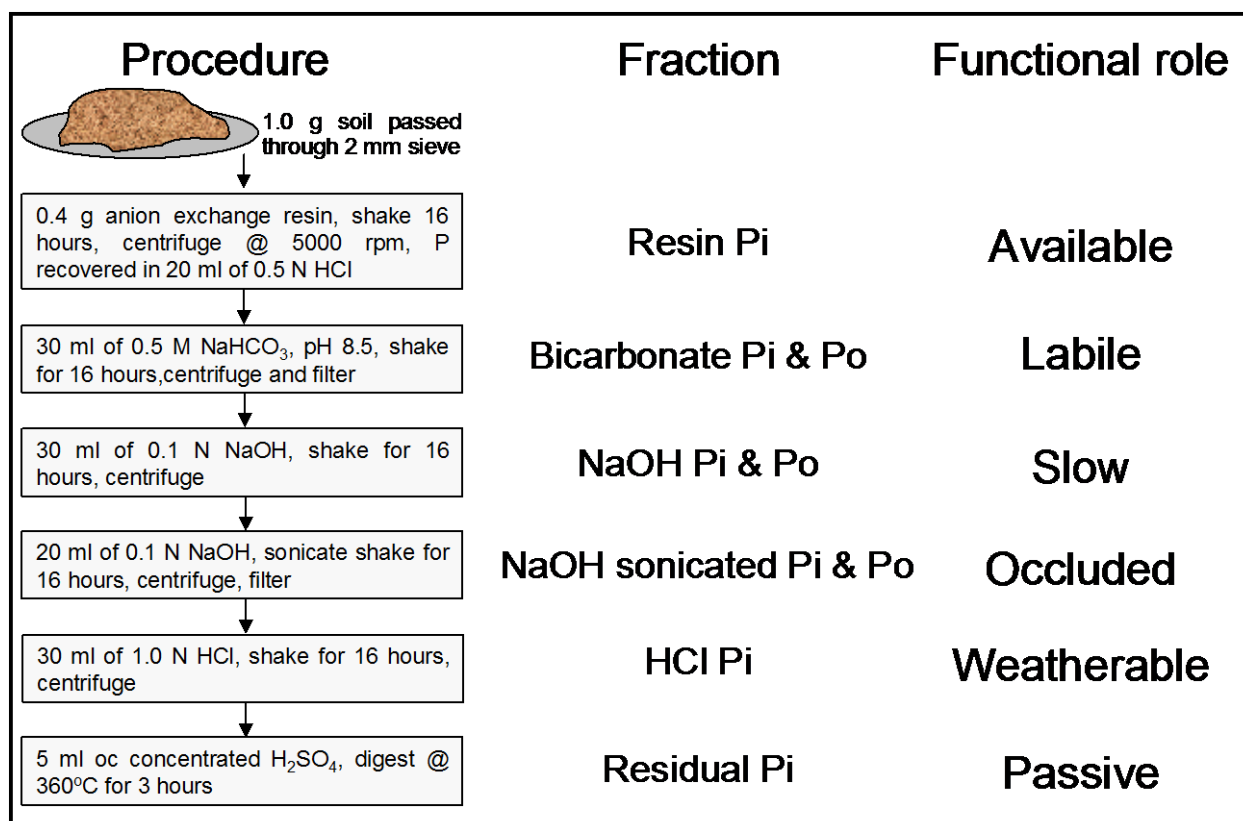 Procedure Fraction Functional role
1.0 g soil passed
through 2 mm sieve
0.4 g anion exchange resin, shake 16
hours, centrifuge @ 5000 rpm, P
recovered in 20 ml of 0.5 N HCl
Resin Pi
Available
30 ml of 0.5 M NaHCO₃, pH 8.5, shake
for 16 hours,centrifuge and filter
Bicarbonate Pi & Po
Labile
30 ml of 0.1 N NaOH, shake for 16
hours, centrifuge
NaOH Pi & Po
Slow
20 ml of 0.1 N NaOH, sonicate shake for
16 hours, centrifuge, filter
NaOH sonicated Pi & Po
Occluded
30 ml of 1.0 N HCl, shake for 16 hours,
centrifuge
HCl Pi
Weatherable
5 ml oc concentrated H₂SO₄, digest @
360⁰C for 3 hours
Residual Pi
Passive